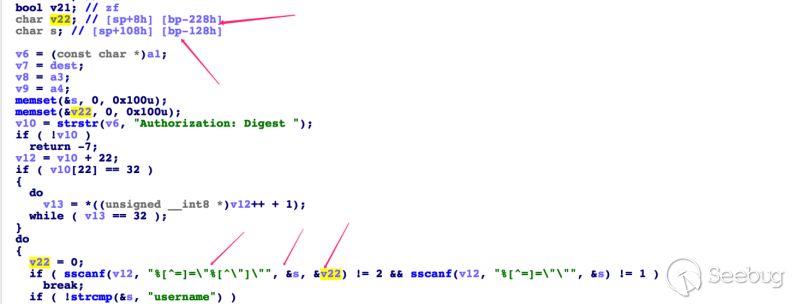 bool v21; // zf
char v22; // [sp+8h] [bp-228h]
char s; // [sp+108h] [bp-128h]
v6 = (const char *)a1;
v7 = dest;
v8 = a3;
v9 = a4;
memset(&s, 0, 0x100u);
memset(&v22, 0, 0x100u);
v10 = strstr(v6, "Authorization: Digest ");
if ( !v10 )
return -7;
v12 = v10 + 22;
if ( v10[22] == 32 )
{
do
v13 = *((unsigned __int8 *)v12++ + 1);
while ( v13 == 32 );
}
do
{
v22 = 0;
if ( sscanf(v12, "%[^=]=\"%[^\"]\"", &s, &v22) != 2 && sscanf(v12, "%[^=]=\"\"", &s) != 1 )
break;
if ( !strcmp(&s, "username") )
Seebug